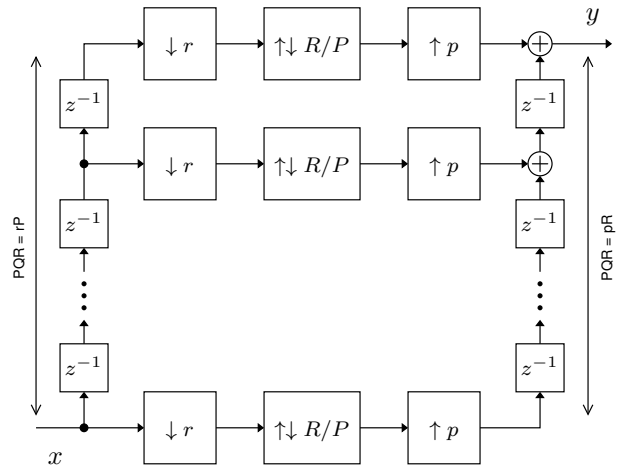 y
↓ r
↑↓ R/P
↑ p
z⁻¹
z⁻¹
↓ r
↑↓ R/P
↑ p
z⁻¹
z⁻¹
PQR = rP
PQR = pR
z⁻¹
z⁻¹
↓ r
↑↓ R/P
↑ p
x